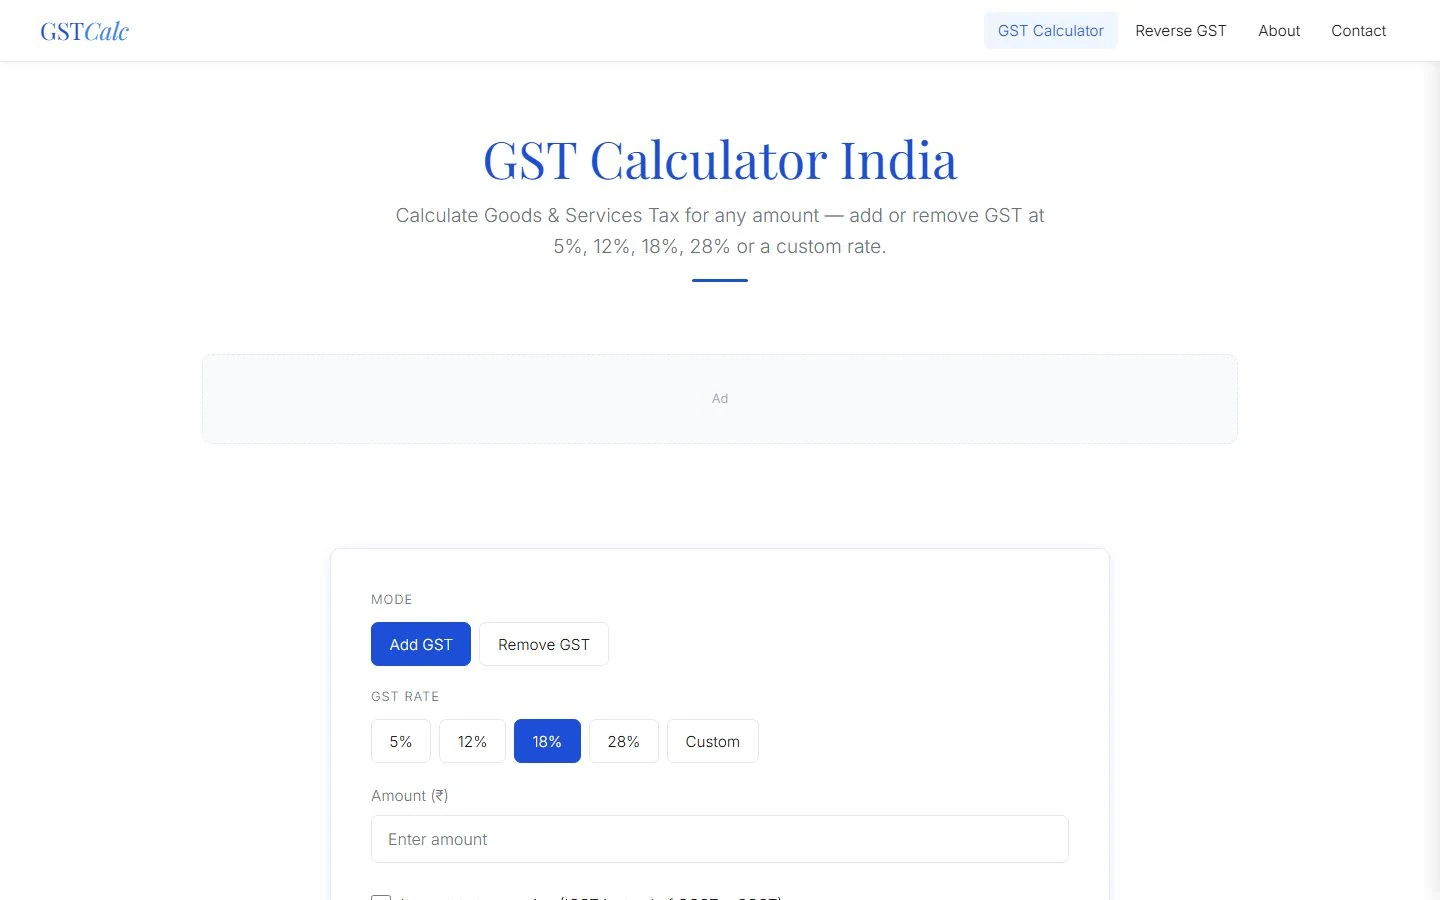 GSTCalc
GST Calculator
Reverse GST
About
Contact
GST Calculator India
Calculate Goods & Services Tax for any amount — add or remove GST at
5%, 12%, 18%, 28% or a custom rate.
Ad
MODE
Add GST
Remove GST
GST RATE
5%
12%
18%
28%
Custom
Amount (₹)
Enter amount